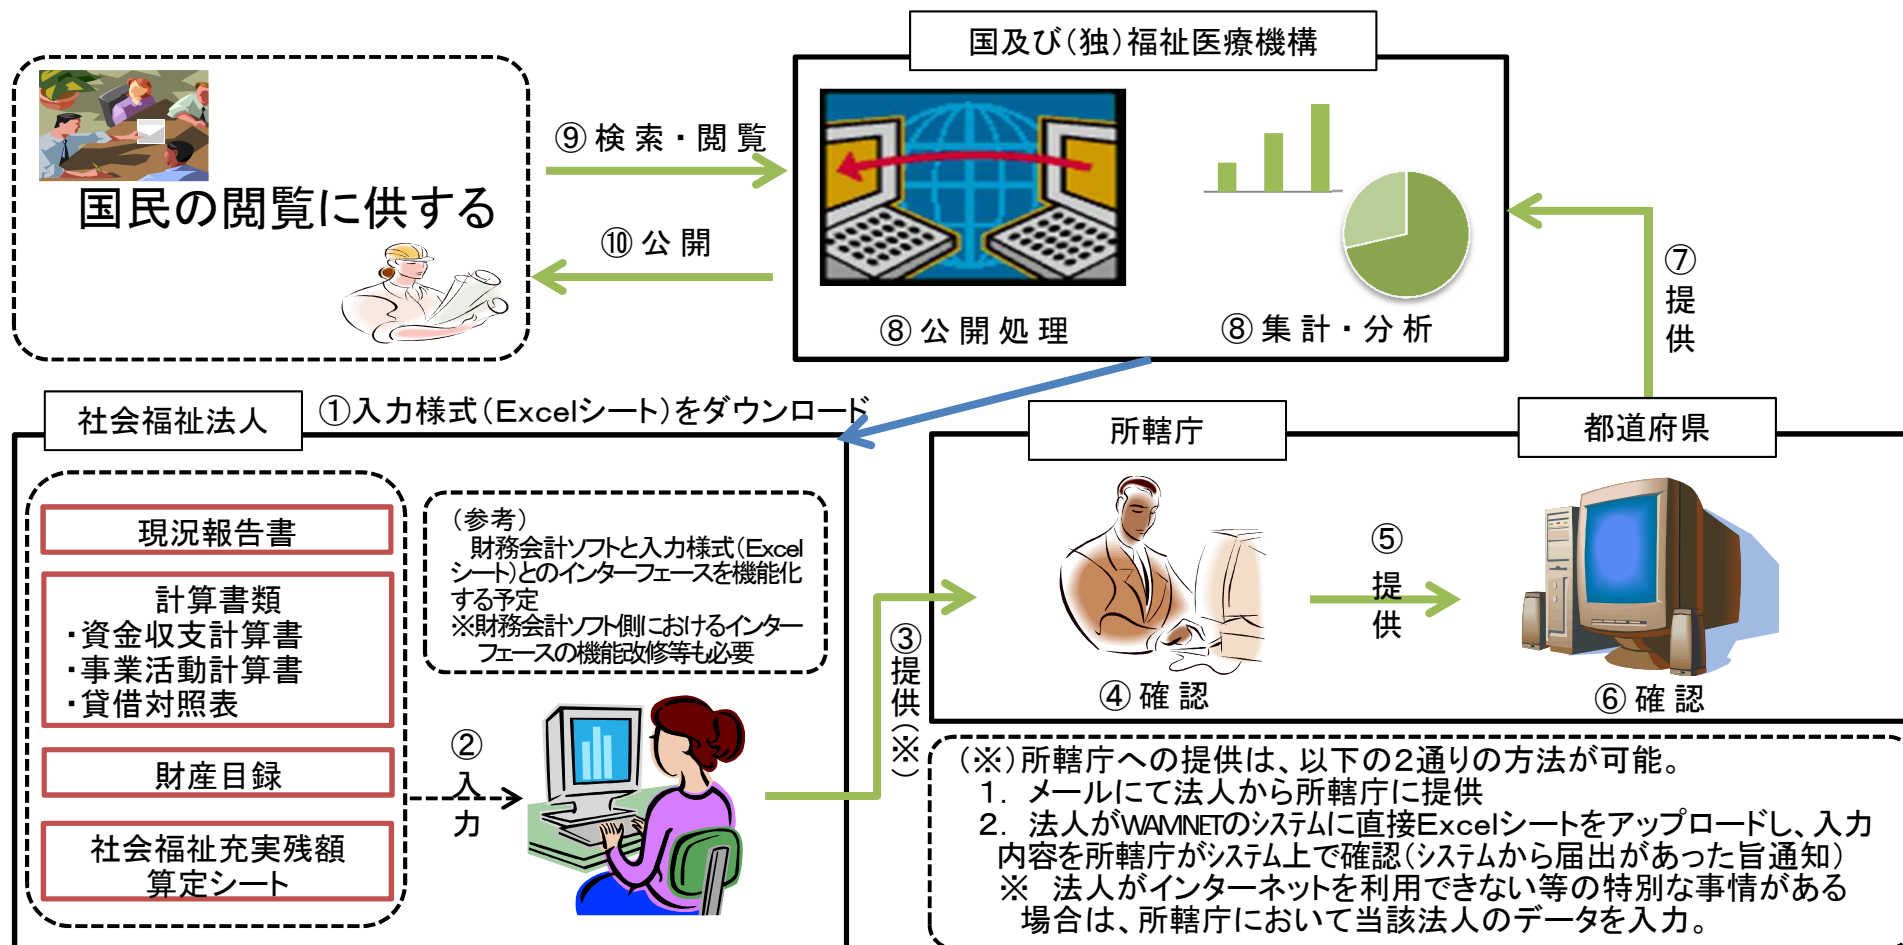 国及び(独)福祉医療機構
国民の閲覧に供する
⑨検索・閲覧
⑩公開
⑧公開処理
⑧集計・分析
⑦
提
供
社会福祉法人
①入力様式(Excelシート)をダウンロード
現況報告書
計算書類
・資金収支計算書
・事業活動計算書
・貸借対照表
財産目録
社会福祉充実残額
算定シート
(参考)
財務会計ソフトと入力様式(Excel
シート)とのインターフェースを機能化
する予定
※財務会計ソフト側におけるインター
フェースの機能改修等も必要
②
入
力
③
提
供
(※)
所轄庁
④確認
⑤
提
供
都道府県
⑥確認
(※)所轄庁への提供は、以下の2通りの方法が可能。
1. メールにて法人から所轄庁に提供
2. 法人がWAMNETのシステムに直接Excelシートをアップロードし、入力
内容を所轄庁がシステム上で確認(システムから届出があった旨通知)
※ 法人がインターネットを利用できない等の特別な事情がある
場合は、所轄庁において当該法人のデータを入力。